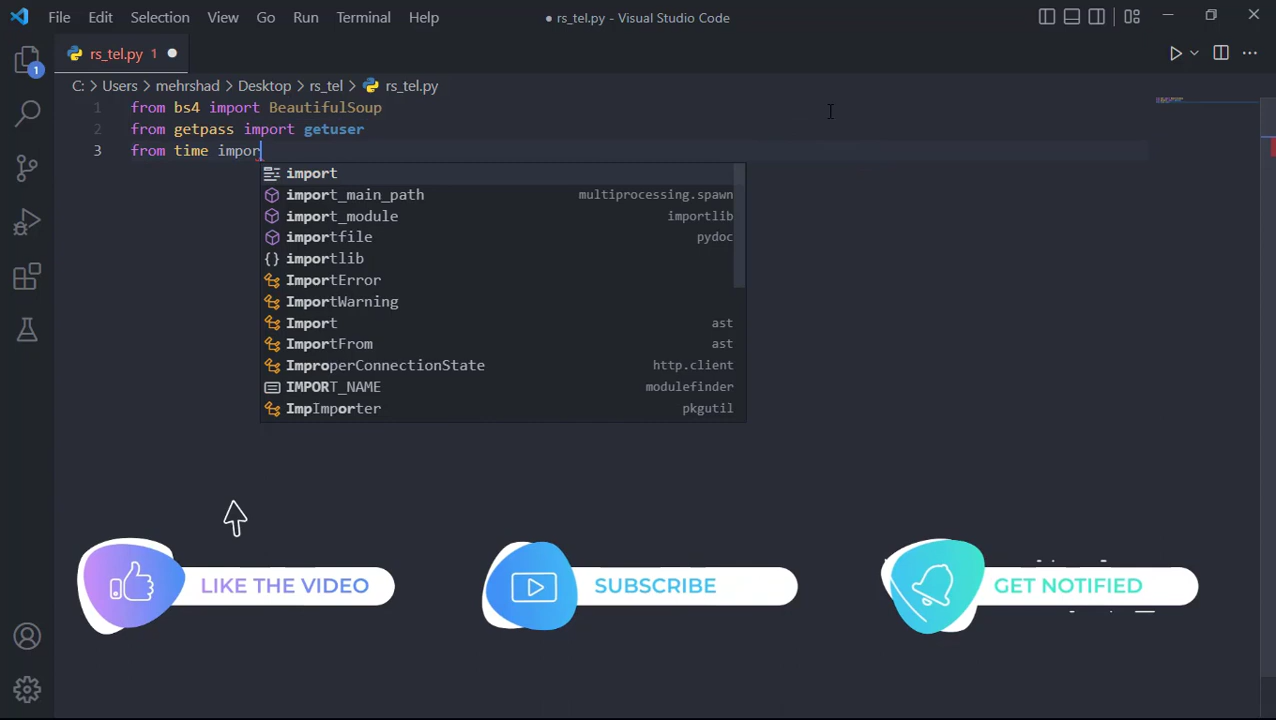 File Edit Selection View Go Run Terminal Help ● rs_tel.py - Visual Studio Code
1
rs_tel.py 1 ●
C: > Users > mehrshad > Desktop > rs_tel > rs_tel.py
1 from bs4 import BeautifulSoup
2 from getpass import getuser
3 from time impor
import
import_main_path multiprocessing.spawn
import_module importlib
importfile pydoc
{} importlib
ImportError
ImportWarning
Import ast
ImportFrom ast
ImproperConnectionState http.client
IMPORT_NAME modulefinder
ImpImporter pkgutil
LIKE THE VIDEO SUBSCRIBE GET NOTIFIED